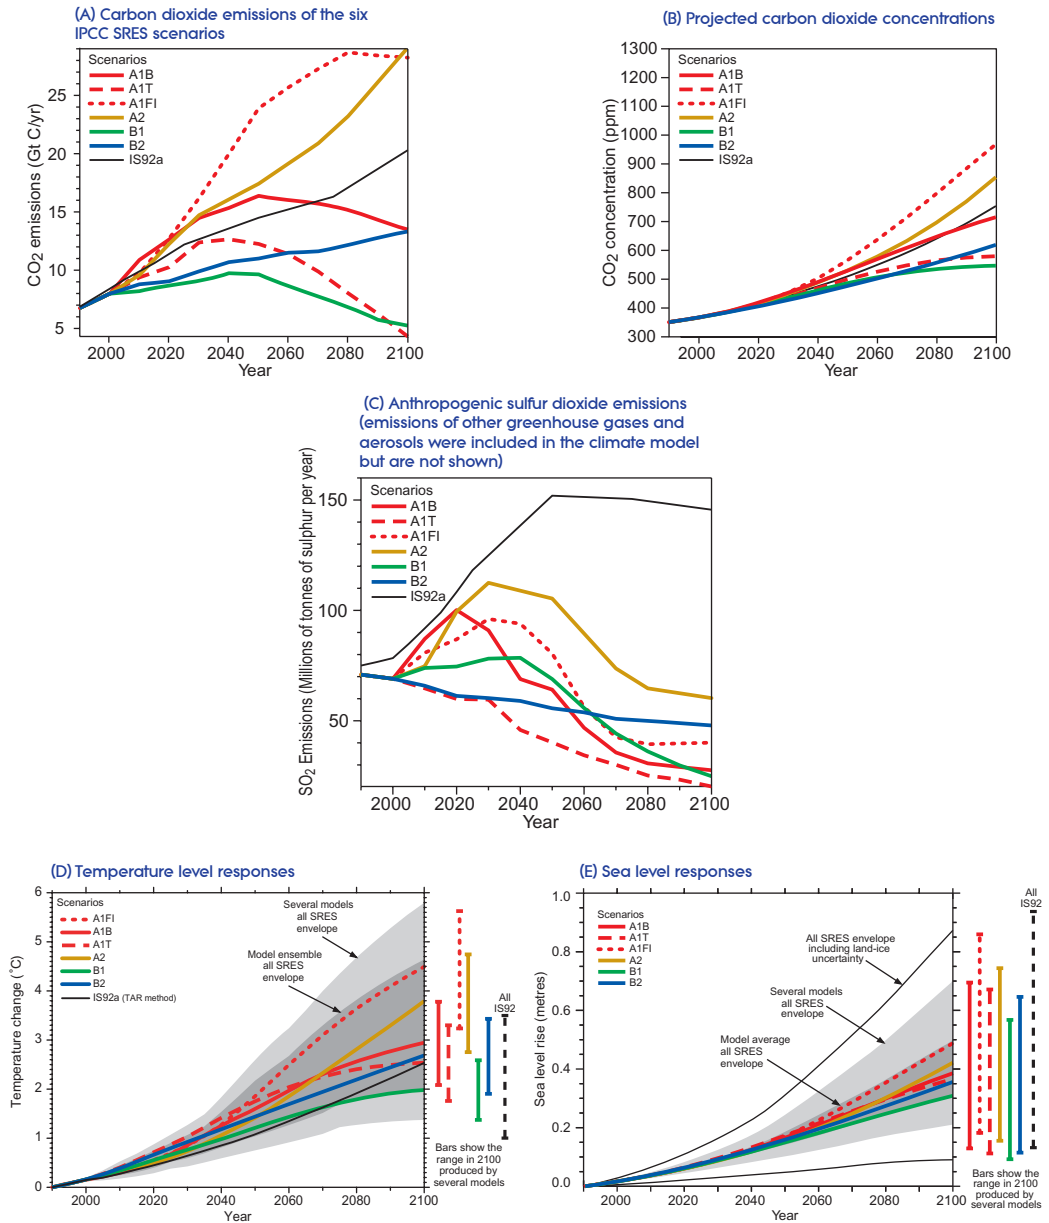 (A) Carbon dioxide emissions of the six
IPCC SRES scenarios
CO2 emissions (Gt C/yr)
25
20
15
10
5
Scenarios
A1B
A1T
A1FI
A2
B1
B2
IS92a
2000 2020 2040 2060 2080 2100
Year
(B) Projected carbon dioxide concentrations
CO2 concentration (ppm)
1300
1200
1100
1000
900
800
700
600
500
400
300
Scenarios
A1B
A1T
A1FI
A2
B1
B2
IS92a
2000 2020 2040 2060 2080 2100
Year
(C) Anthropogenic sulfur dioxide emissions
(emissions of other greenhouse gases and
aerosols were included in the climate model
but are not shown)
SO2 Emissions (Millions of tonnes of sulphur per year)
150
100
50
Scenarios
A1B
A1T
A1FI
A2
B1
B2
IS92a
2000 2020 2040 2060 2080 2100
Year
(D) Temperature level responses
Temperature change (°C)
6
5
4
3
2
1
0
Scenarios
A1FI
A1B
A1T
A2
B1
B2
IS92a (TAR method)
Several models
all SRES
envelope
Model ensemble
all SRES
envelope
All
IS92
Bars show the
range in 2100
produced by
several models
2000 2020 2040 2060 2080 2100
Year
(E) Sea level responses
Sea level rise (metres)
1.0
0.8
0.6
0.4
0.2
0.0
Scenarios
A1B
A1T
A1FI
A2
B1
B2
All SRES envelope
including land-ice
uncertainty
Several models
all SRES
envelope
Model average
all SRES
envelope
All
IS92
Bars show the
range in 2100
produced by
several models
2000 2020 2040 2060 2080 2100
Year